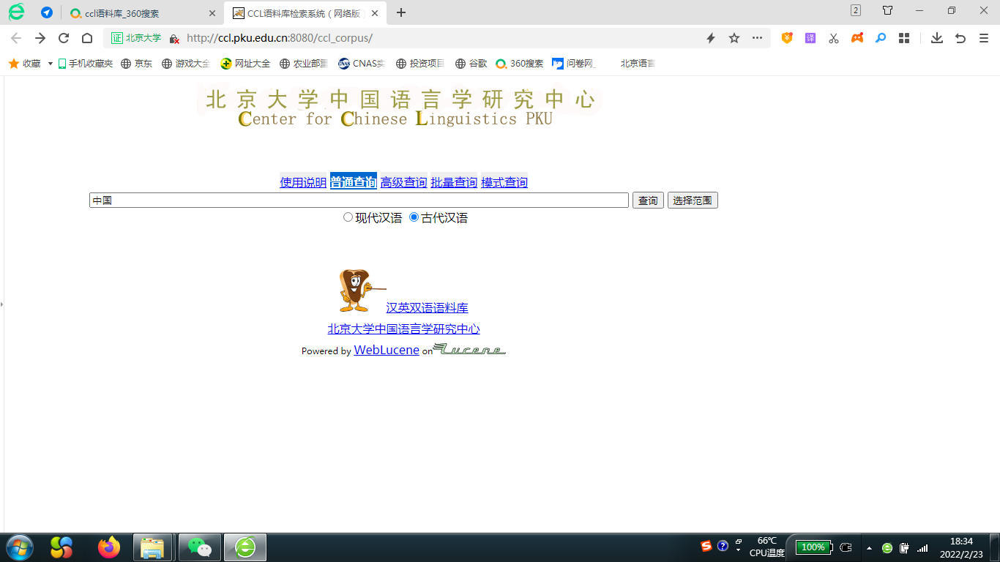 ccl语料库_360搜索
CCL语料库检索系统（网络版
2
证 北京大学 http://ccl.pku.edu.cn:8080/ccl_corpus/
译
收藏 手机收藏夹 京东 游戏大全 网址大全 农业部重 CNAS实 投资项目 谷歌 360搜索 问卷网_ 北京语言
北京大学中国语言学研究中心
Center for Chinese Linguistics PKU
使用说明 普通查询 高级查询 批量查询 模式查询
中国 查询 选择范围
现代汉语 古代汉语
汉英双语语料库
北京大学中国语言学研究中心
Powered by WebLucene on Lucene
66℃
CPU温度
100%
18:34
2022/2/23